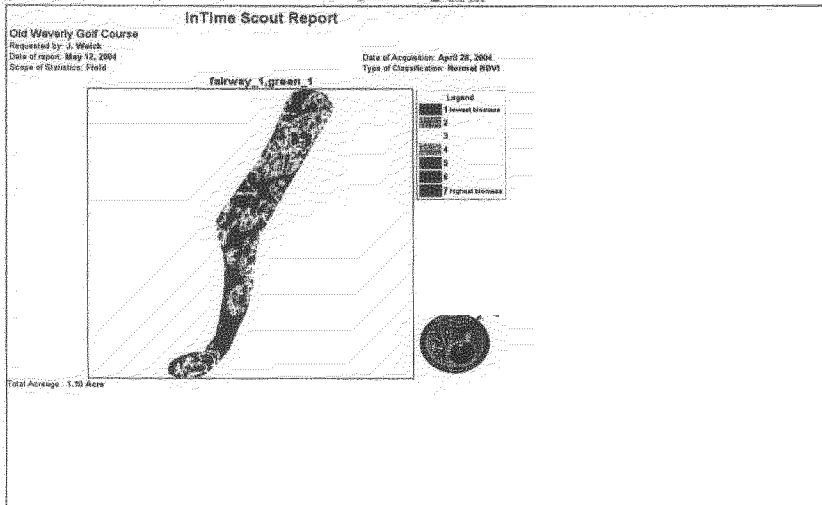 InTime Scout Report
Old Waverly Golf Course
Requested by: J. Walck
Date of report: May 12, 2004
Scope of Statistics: Field
Date of Acquisition: April 28, 2004
Type of Classification: Normal NDVI
fairway_1,green_1
Legend
1 lowest biomass
2
3
4
5
6
7 highest biomass
Total Acreage : 1.10 Acre